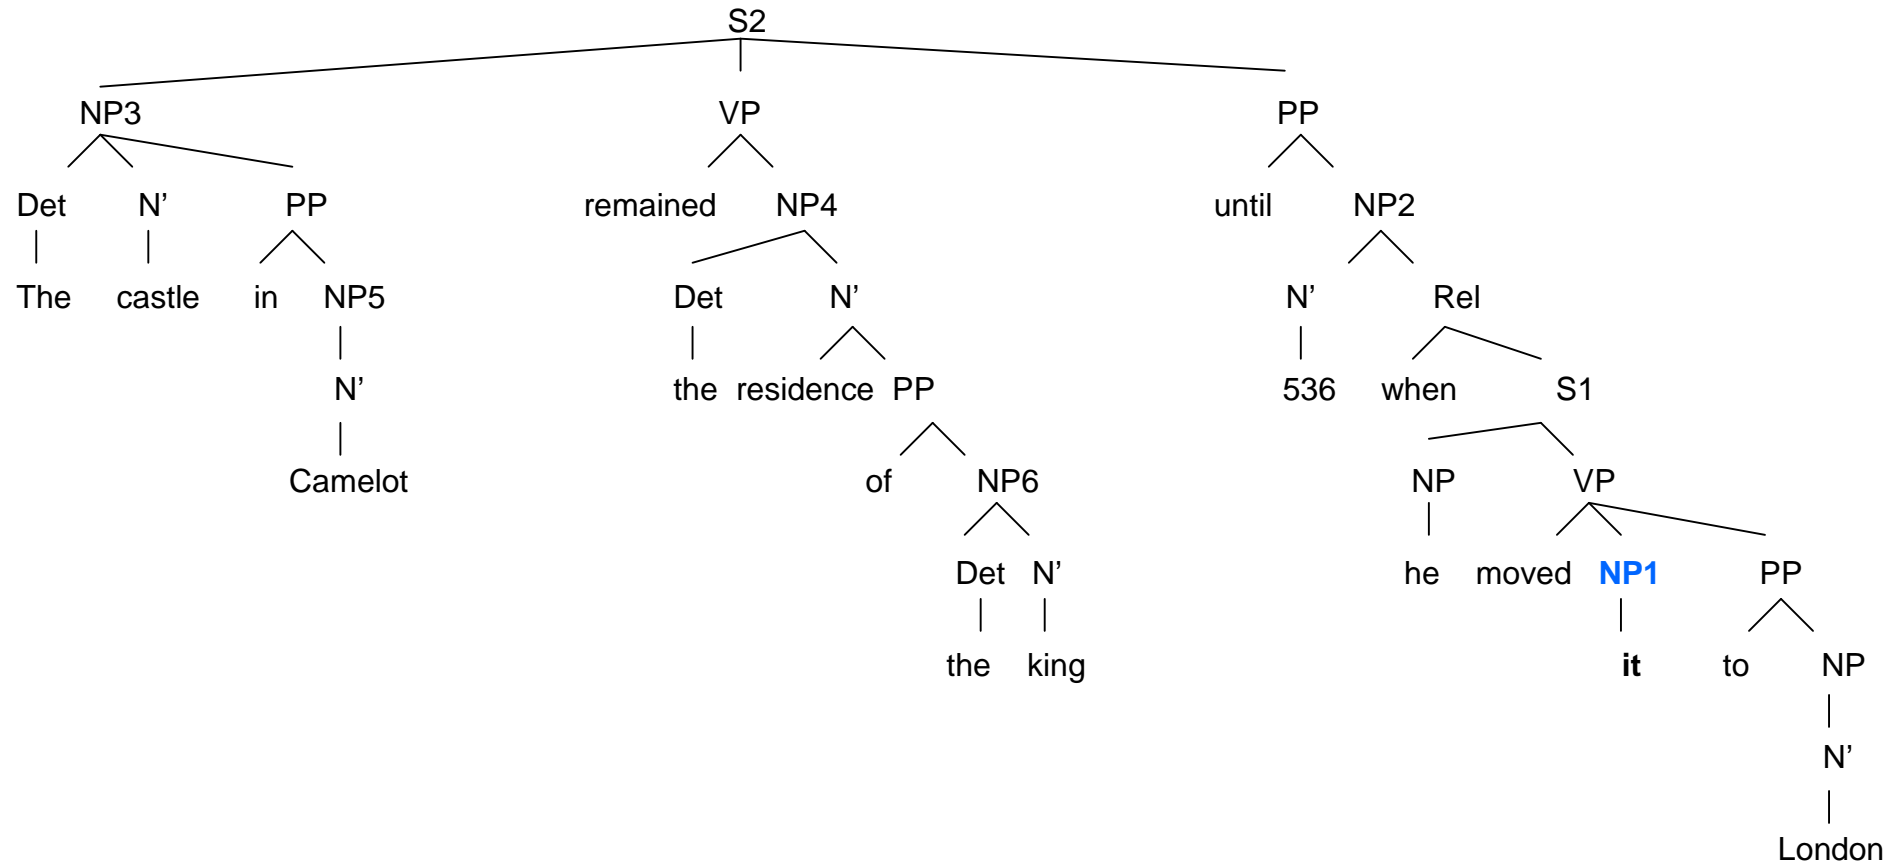 S2
NP3 VP PP
Det N’ PP remained NP4 until NP2
The castle in NP5 Det N’ N’ Rel
N’ the residence PP 536 when S1
Camelot of NP6 NP VP
Det N’ he moved NP1 PP
the king it to NP
N’
London